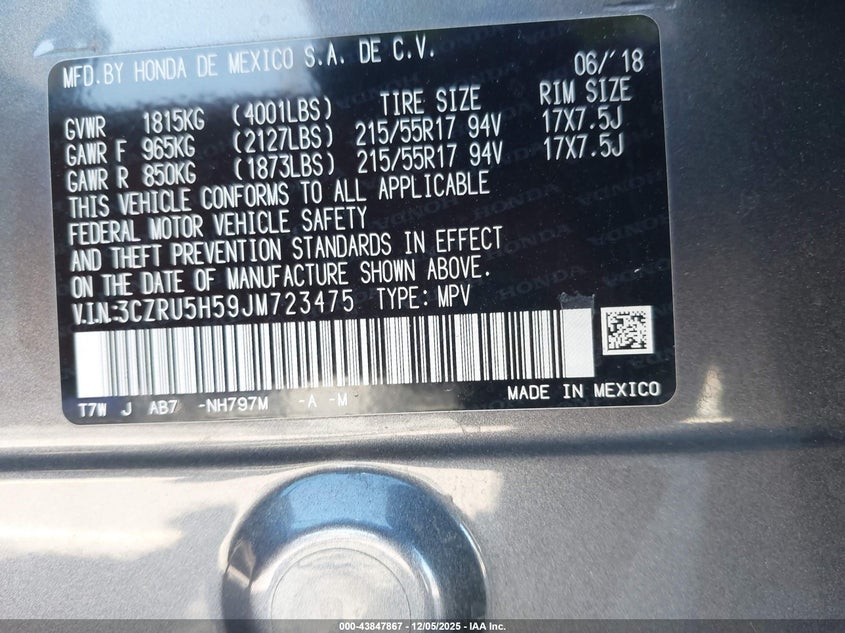 MFD.BY HONDA DE MEXICO S.A. DE C.V. 06/'18
GVWR 1815KG (4001LBS) TIRE SIZE RIM SIZE
GAWR F 965KG (2127LBS) 215/55R17 94V 17X7.5J
GAWR R 850KG (1873LBS) 215/55R17 94V 17X7.5J
THIS VEHICLE CONFORMS TO ALL APPLICABLE
FEDERAL MOTOR VEHICLE SAFETY
AND THEFT PREVENTION STANDARDS IN EFFECT
ON THE DATE OF MANUFACTURE SHOWN ABOVE.
V.I.N:3CZRU5H59JM723475 TYPE: MPV
T7W J AB7 -NH797M -A -M MADE IN MEXICO
000-43847867 - 12/05/2025 - IAA Inc.